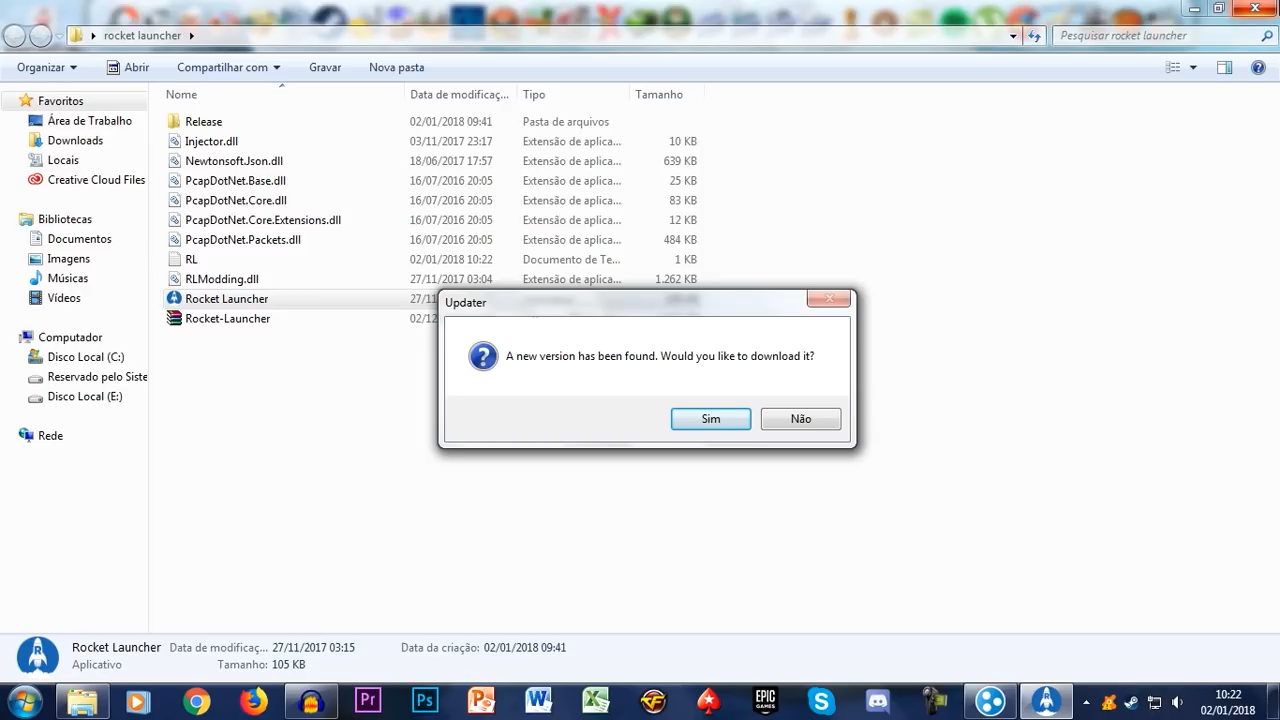 rocket launcher
Pesquisar rocket launcher
Organizar
Abrir
Compartilhar com
Gravar
Nova pasta
Nome
Data de modificaç...
Tipo
Tamanho
Favoritos
Área de Trabalho
Downloads
Locais
Creative Cloud Files
Bibliotecas
Documentos
Imagens
Músicas
Vídeos
Computador
Disco Local (C:)
Reservado pelo Siste
Disco Local (E:)
Rede
Release 02/01/2018 09:41 Pasta de arquivos
Injector.dll 03/11/2017 23:17 Extensão de aplica... 10 KB
Newtonsoft.Json.dll 18/06/2017 17:57 Extensão de aplica... 639 KB
PcapDotNet.Base.dll 16/07/2016 20:05 Extensão de aplica... 25 KB
PcapDotNet.Core.dll 16/07/2016 20:05 Extensão de aplica... 83 KB
PcapDotNet.Core.Extensions.dll 16/07/2016 20:05 Extensão de aplica... 12 KB
PcapDotNet.Packets.dll 16/07/2016 20:05 Extensão de aplica... 484 KB
RL 02/01/2018 10:22 Documento de Te... 1 KB
RLModding.dll 27/11/2017 03:04 Extensão de aplica... 1.262 KB
Rocket Launcher 27/11
Rocket-Launcher 02/12
Updater
A new version has been found. Would you like to download it?
Sim
Não
Rocket Launcher Data de modificaç... 27/11/2017 03:15 Data da criação: 02/01/2018 09:41
Aplicativo Tamanho: 105 KB
Pr
Ps
EPIC
GAMES
10:22
02/01/2018